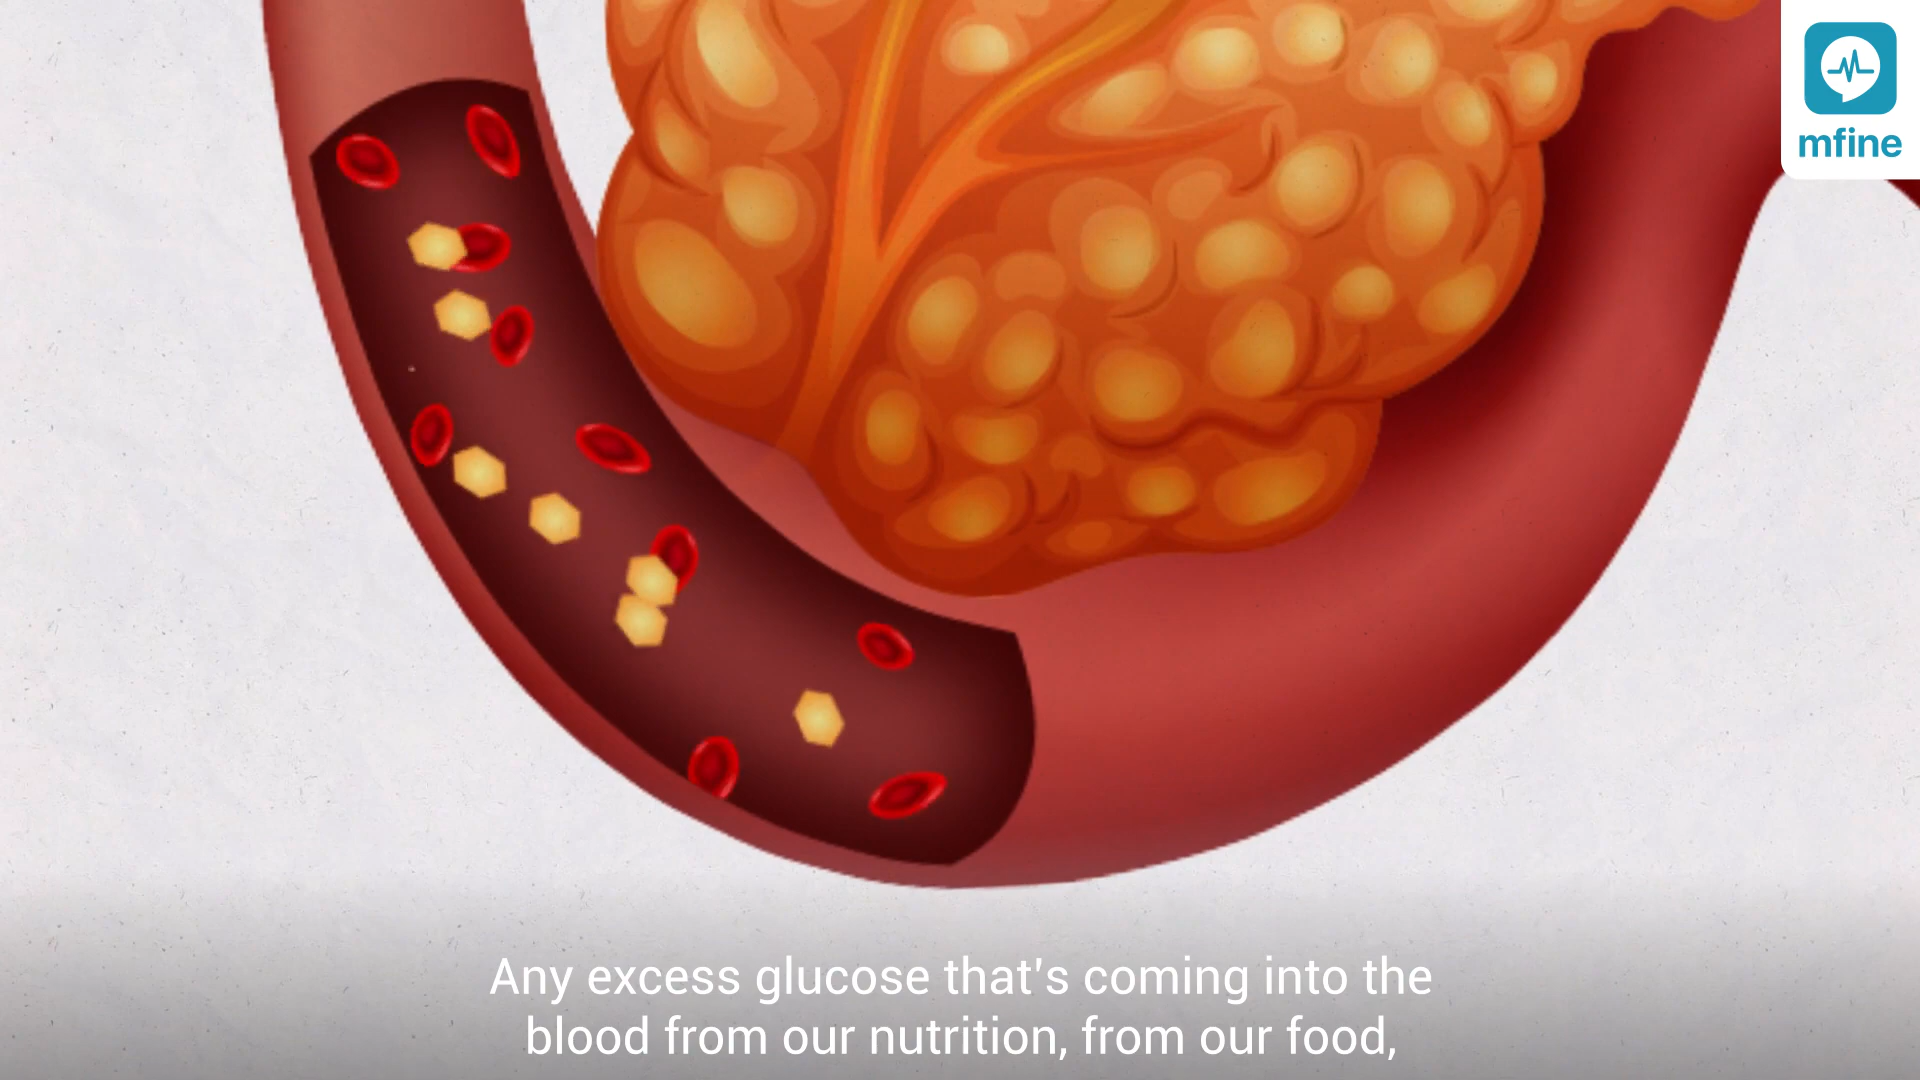 mfine
Any excess glucose that's coming into the
blood from our nutrition, from our food,